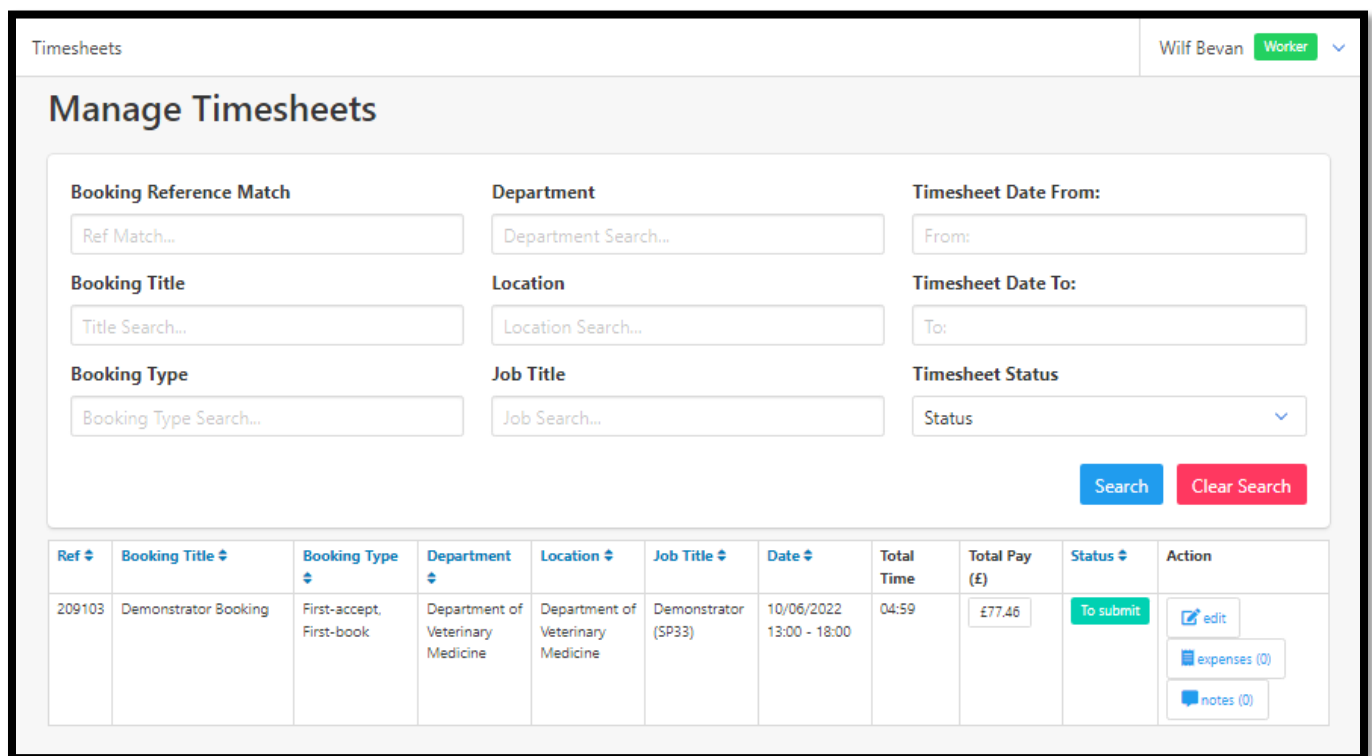 Timesheets
Wilf Bevan Worker
Manage Timesheets
Booking Reference Match Department Timesheet Date From:
Ref Match... Department Search... From:
Booking Title Location Timesheet Date To:
Title Search... Location Search... To:
Booking Type Job Title Timesheet Status
Booking Type Search... Job Search... Status
Search Clear Search
Ref Booking Title Booking Type Department Location Job Title Date Total Time Total Pay (£) Status Action
209103 Demonstrator Booking First-accept, First-book Department of Veterinary Medicine Department of Veterinary Medicine Demonstrator (SP33) 10/06/2022 13:00 - 18:00 04:59 £77.46 To submit edit
expenses (0)
notes (0)